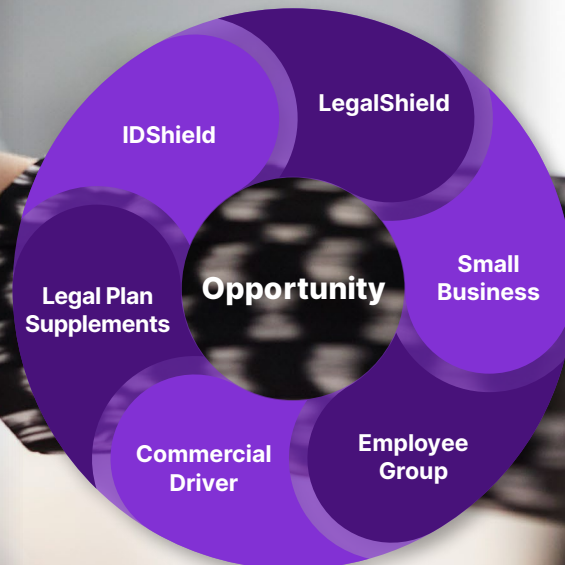 LegalShield
IDShield
Small
Business
Legal Plan
Supplements
Opportunity
Employee
Group
Commercial
Driver